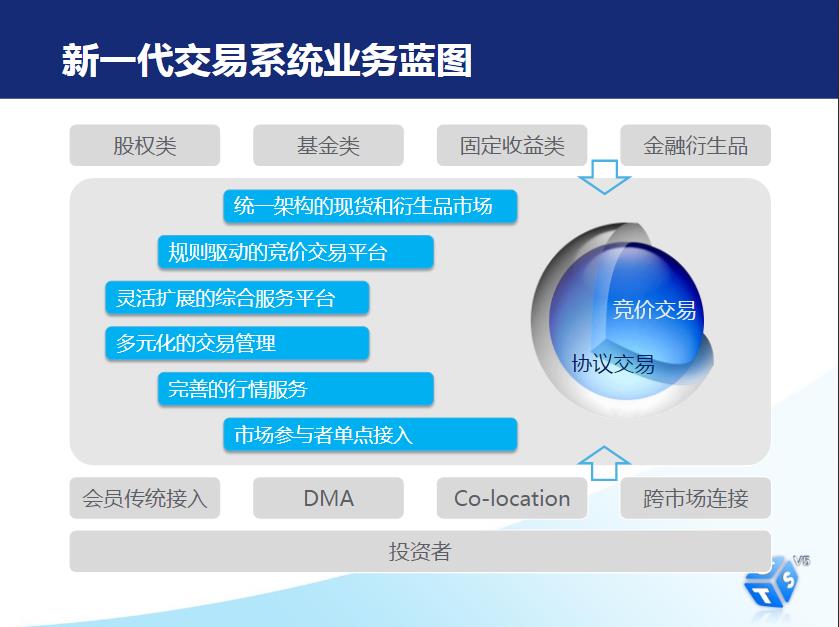 新一代交易系统业务蓝图
股权类
基金类
固定收益类
金融衍生品
统一架构的现货和衍生品市场
规则驱动的竞价交易平台
灵活扩展的综合服务平台
多元化的交易管理
完善的行情服务
市场参与者单点接入
竞价交易
协议交易
会员传统接入
DMA
Co-location
跨市场连接
投资者
V5
T
S